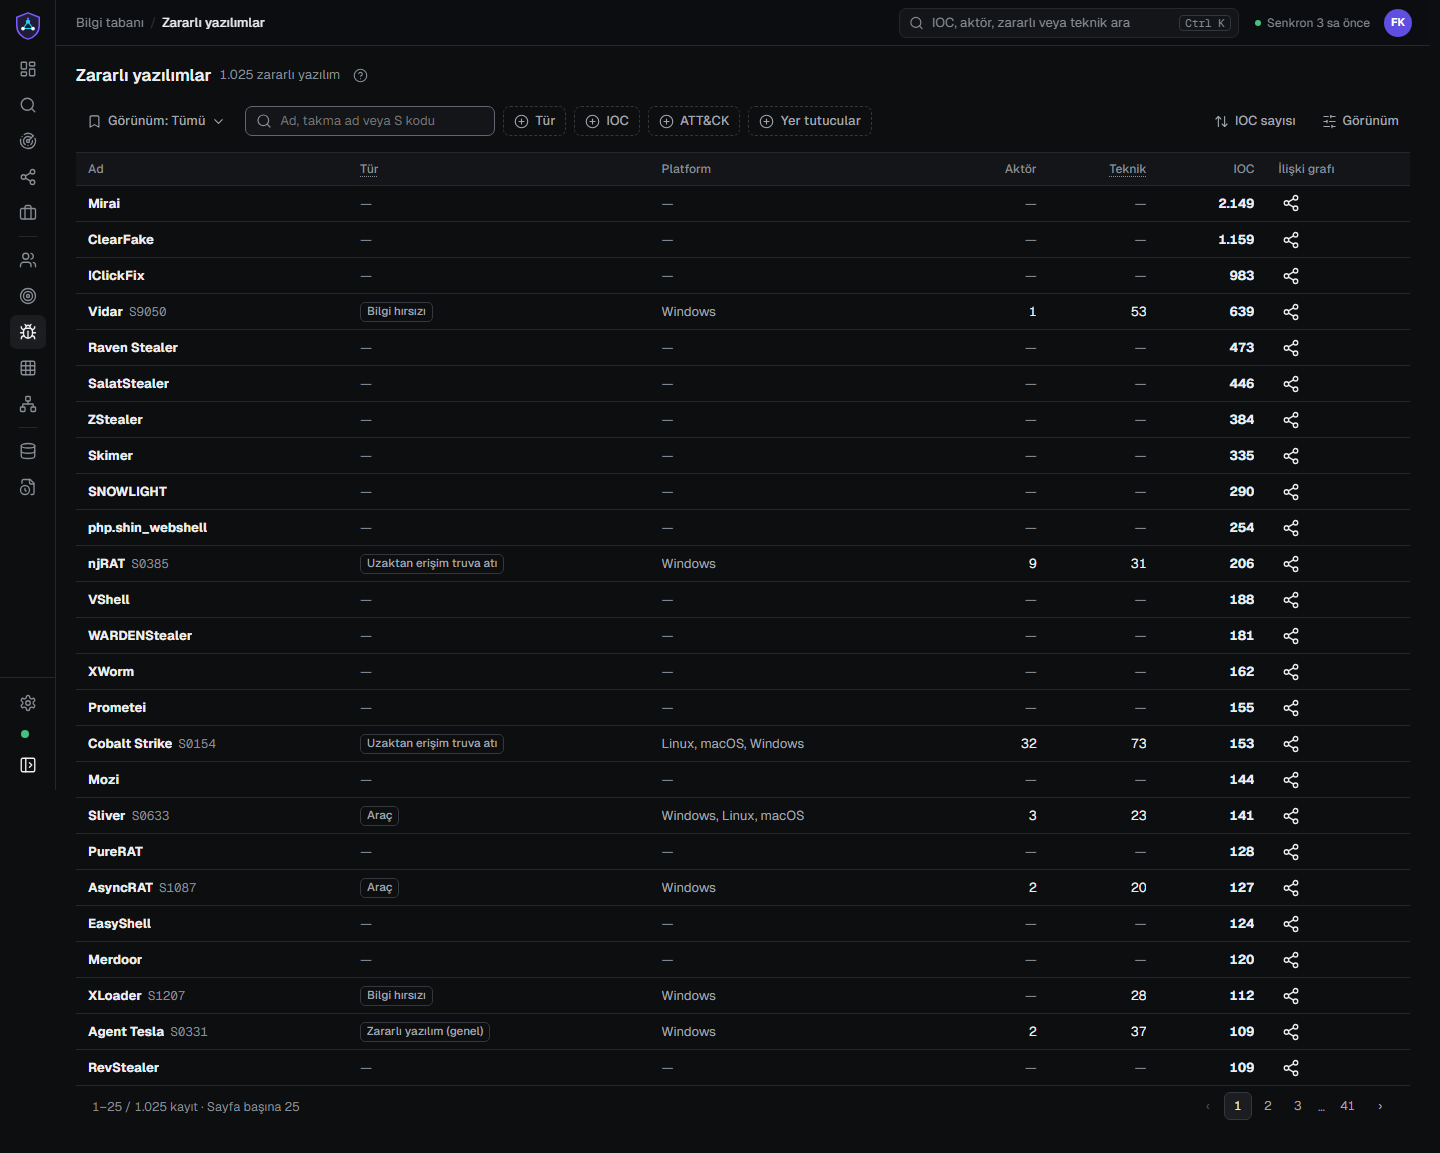 Bilgi tabanı / Zararlı yazılımlar
IOC, aktör, zararlı veya teknik ara Ctrl K
Senkron 3 sa önce
FK
Zararlı yazılımlar 1.025 zararlı yazılım
Görünüm: Tümü
Ad, takma ad veya S kodu
Tür
IOC
ATT&CK
Yer tutucular
IOC sayısı
Görünüm
Ad Tür Platform Aktör Teknik IOC İlişki grafı
Mirai — — — — 2.149
ClearFake — — — — 1.159
IClickFix — — — — 983
Vidar S9050 Bilgi hırsızı Windows 1 53 639
Raven Stealer — — — — 473
SalatStealer — — — — 446
ZStealer — — — — 384
Skimer — — — — 335
SNOWLIGHT — — — — 290
php.shin_webshell — — — — 254
njRAT S0385 Uzaktan erişim truva atı Windows 9 31 206
VShell — — — — 188
WARDENStealer — — — — 181
XWorm — — — — 162
Prometei — — — — 155
Cobalt Strike S0154 Uzaktan erişim truva atı Linux, macOS, Windows 32 73 153
Mozi — — — — 144
Sliver S0633 Araç Windows, Linux, macOS 3 23 141
PureRAT — — — — 128
AsyncRAT S1087 Araç Windows 2 20 127
EasyShell — — — — 124
Merdoor — — — — 120
XLoader S1207 Bilgi hırsızı Windows — 28 112
Agent Tesla S0331 Zararlı yazılım (genel) Windows 2 37 109
RevStealer — — — — 109
1–25 / 1.025 kayıt · Sayfa başına 25
‹ 1 2 3 … 41 ›